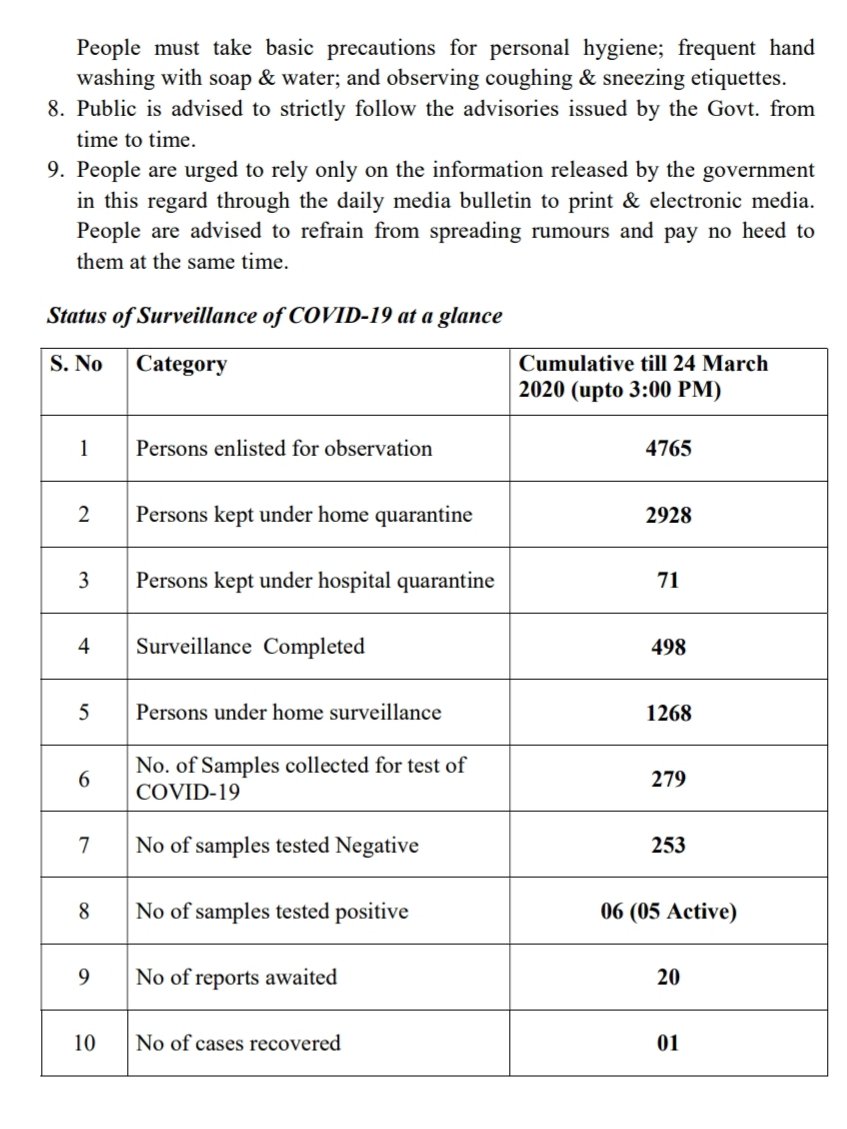 People must take basic precautions for personal hygiene; frequent hand
washing with soap & water; and observing coughing & sneezing etiquettes.
8. Public is advised to strictly follow the advisories issued by the Govt. from
time to time.
9. People are urged to rely only on the information released by the government
in this regard through the daily media bulletin to print & electronic media.
People are advised to refrain from spreading rumours and pay no heed to
them at the same time.
Status of Surveillance of COVID-19 at a glance
S. No Category Cumulative till 24 March
2020 (upto 3:00 PM)
1 Persons enlisted for observation 4765
2 Persons kept under home quarantine 2928
3 Persons kept under hospital quarantine 71
4 Surveillance Completed 498
5 Persons under home surveillance 1268
6 No. of Samples collected for test of
COVID-19 279
7 No of samples tested Negative 253
8 No of samples tested positive 06 (05 Active)
9 No of reports awaited 20
10 No of cases recovered 01